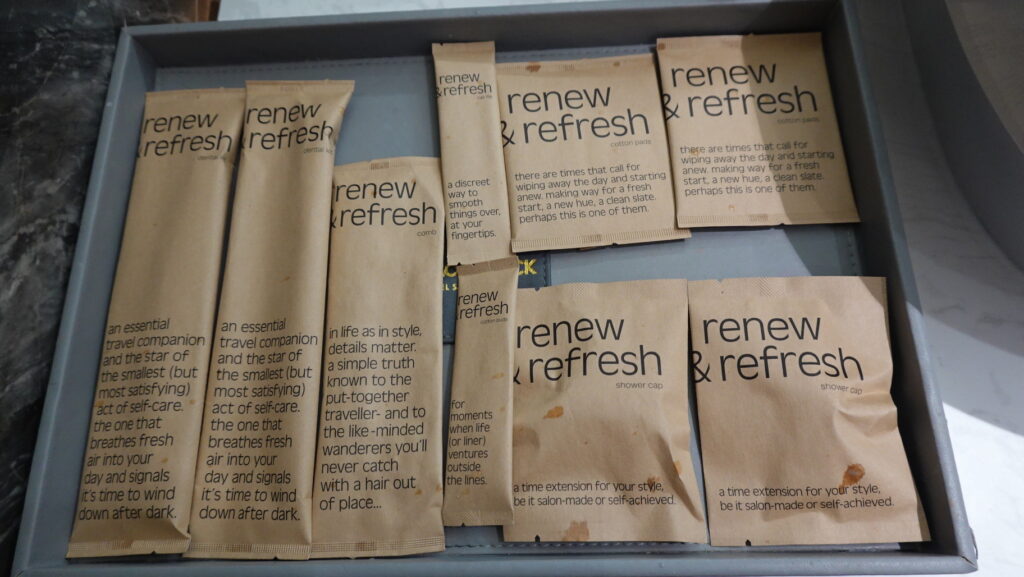 renew
& refresh
dental kit
an essential
travel companion
and the star of
the smallest (but
most satisfying)
act of self-care.
the one that
breathes fresh
air into your
day and signals
it's time to wind
down after dark.
renew
& refresh
dental kit
an essential
travel companion
and the star of
the smallest (but
most satisfying)
act of self-care.
the one that
breathes fresh
air into your
day and signals
it's time to wind
down after dark.
renew
& refresh
comb
in life as in style,
details matter.
a simple truth
known to the
put-together
traveller- and to
the like-minded
wanderers you'll
never catch
with a hair out
of place...
renew
& refresh
a discreet
way to
smooth
things over,
at your
fingertips.
renew
& refresh
cotton pads
there are times that call for
wiping away the day and starting
anew. making way for a fresh
start, a new hue, a clean slate.
perhaps this is one of them.
renew
& refresh
cotton pads
there are times that call for
wiping away the day and starting
anew. making way for a fresh
start, a new hue, a clean slate.
perhaps this is one of them.
renew
& refresh
cotton buds
for
moments
when life
(or liner)
ventures
outside
the lines.
renew
& refresh
shower cap
a time extension for your style,
be it salon-made or self-achieved.
renew
& refresh
shower cap
a time extension for your style,
be it salon-made or self-achieved.